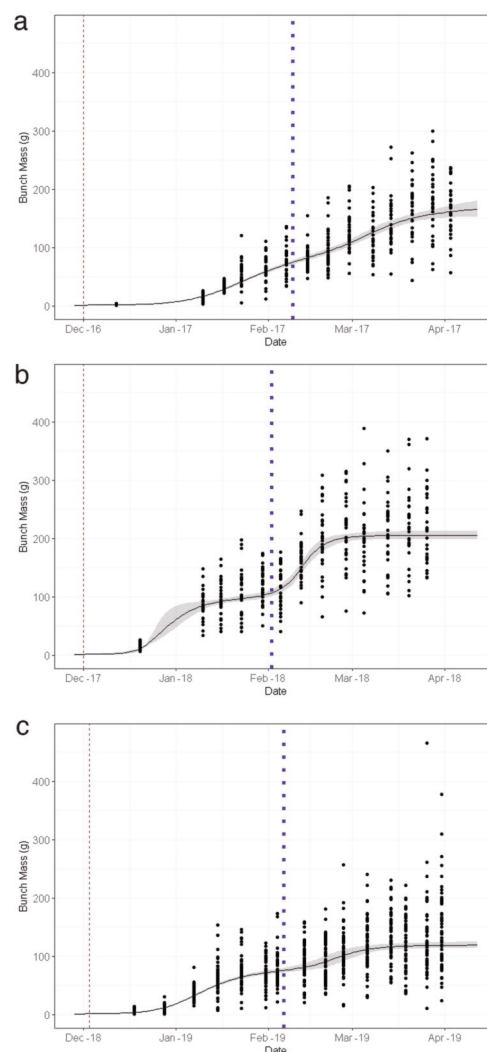 a
400
300
200
100
0
Bunch Mass (g)
Dec-16 Jan-17 Feb-17 Mar-17 Apr-17
Date
b
400
300
200
100
0
Bunch Mass (g)
Dec-17 Jan-18 Feb-18 Mar-18 Apr-18
Date
c
400
300
200
100
0
Bunch Mass (g)
Dec-18 Jan-19 Feb-19 Mar-19 Apr-19
Date